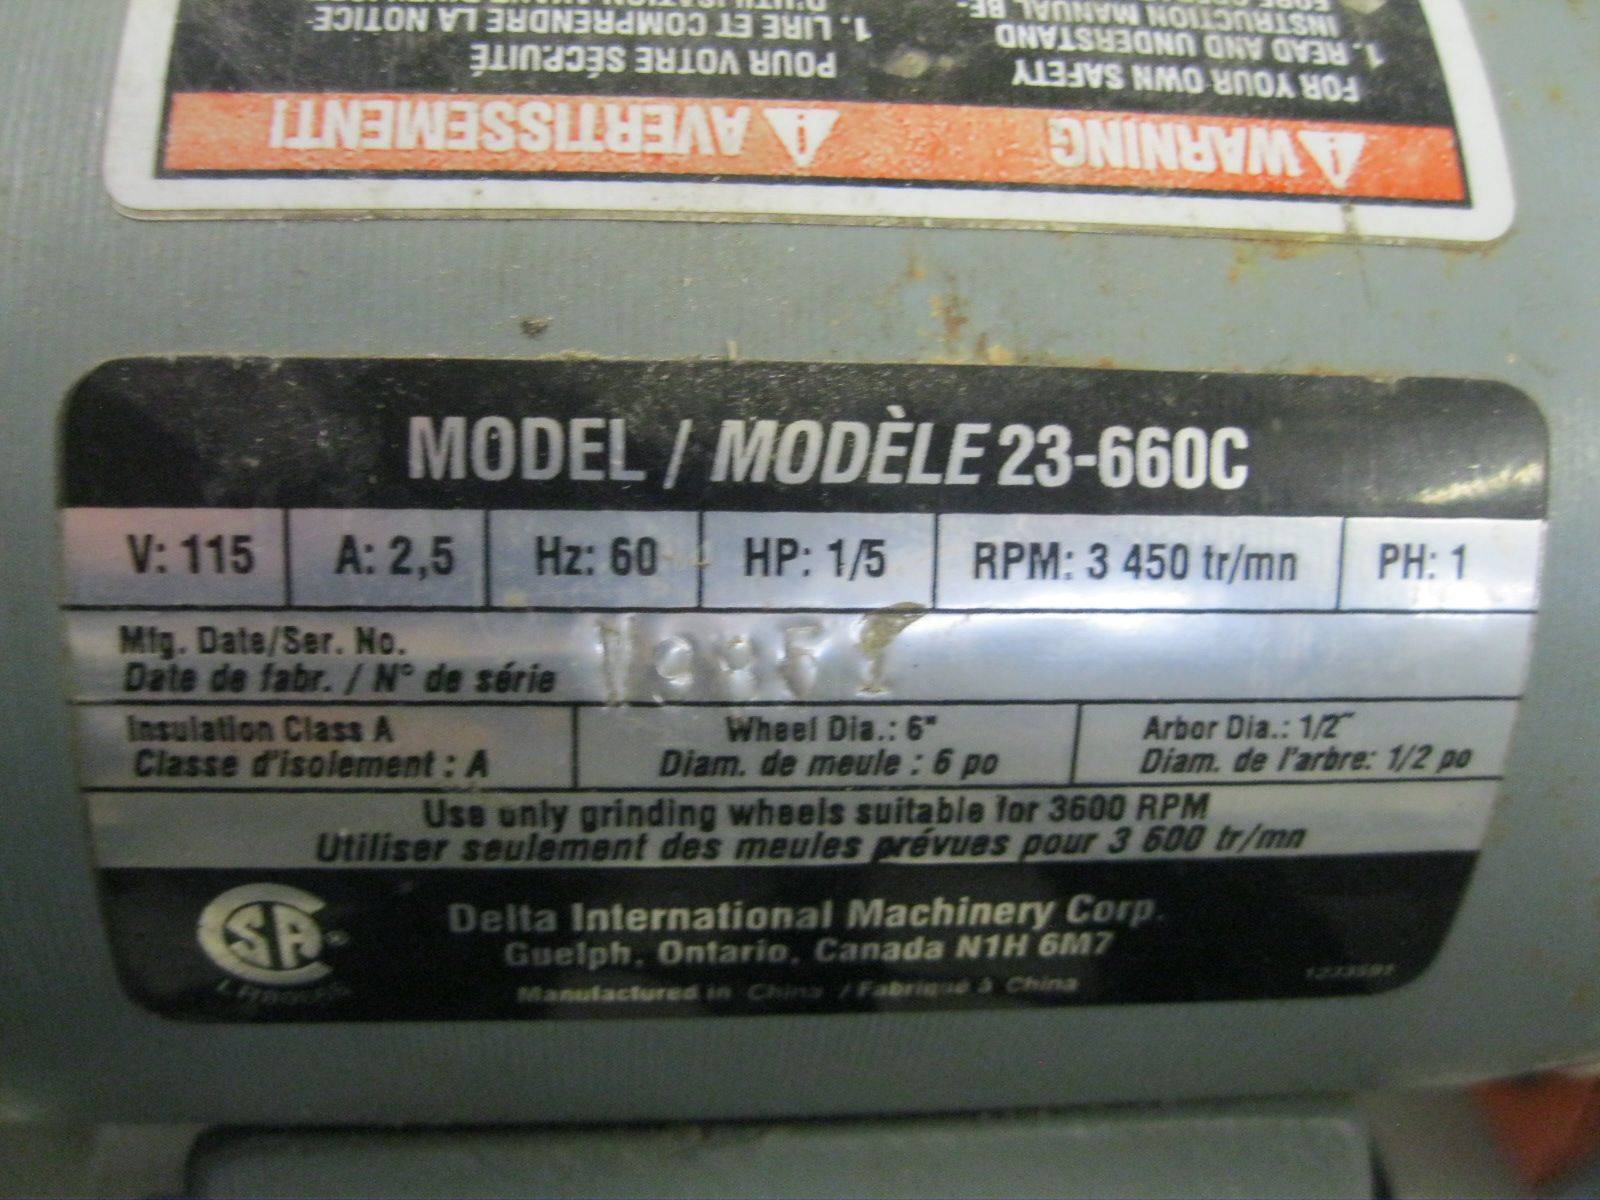 WARNING AVERTISSEMENT!
FOR YOUR OWN SAFETY
1. READ AND UNDERSTAND
INSTRUCTION MANUAL BE-
POUR VOTRE SÉCURITÉ
1. LIRE ET COMPRENDRE LA NOTICE
MODEL / MODÈLE 23-660C
V: 115 A: 2,5 Hz: 60 HP: 1/5 RPM: 3 450 tr/mn PH: 1
Mfg. Date/Ser. No.
Date de fabr. / N° de série
Insulation Class A
Classe d'isolement : A
Wheel Dia.: 6"
Diam. de meule : 6 po
Arbor Dia.: 1/2"
Diam. de l'arbre: 1/2 po
Use only grinding wheels suitable for 3600 RPM
Utiliser seulement des meules prévues pour 3 600 tr/mn
CSA
Delta International Machinery Corp.
Guelph, Ontario, Canada N1H 6M7
Manufactured in China / Fabriqué à China